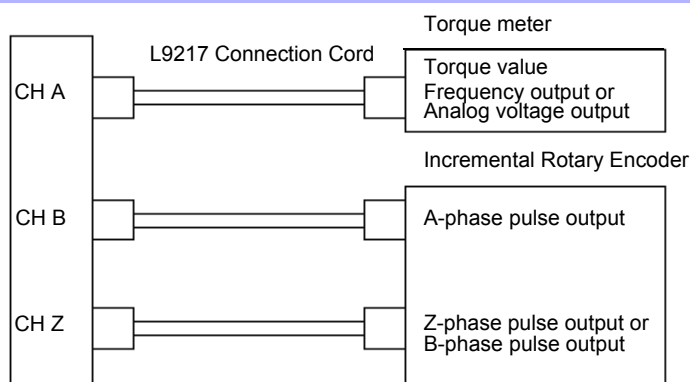 Torque meter
L9217 Connection Cord
CH A
Torque value
Frequency output or
Analog voltage output
Incremental Rotary Encoder
CH B
A-phase pulse output
CH Z
Z-phase pulse output or
B-phase pulse output